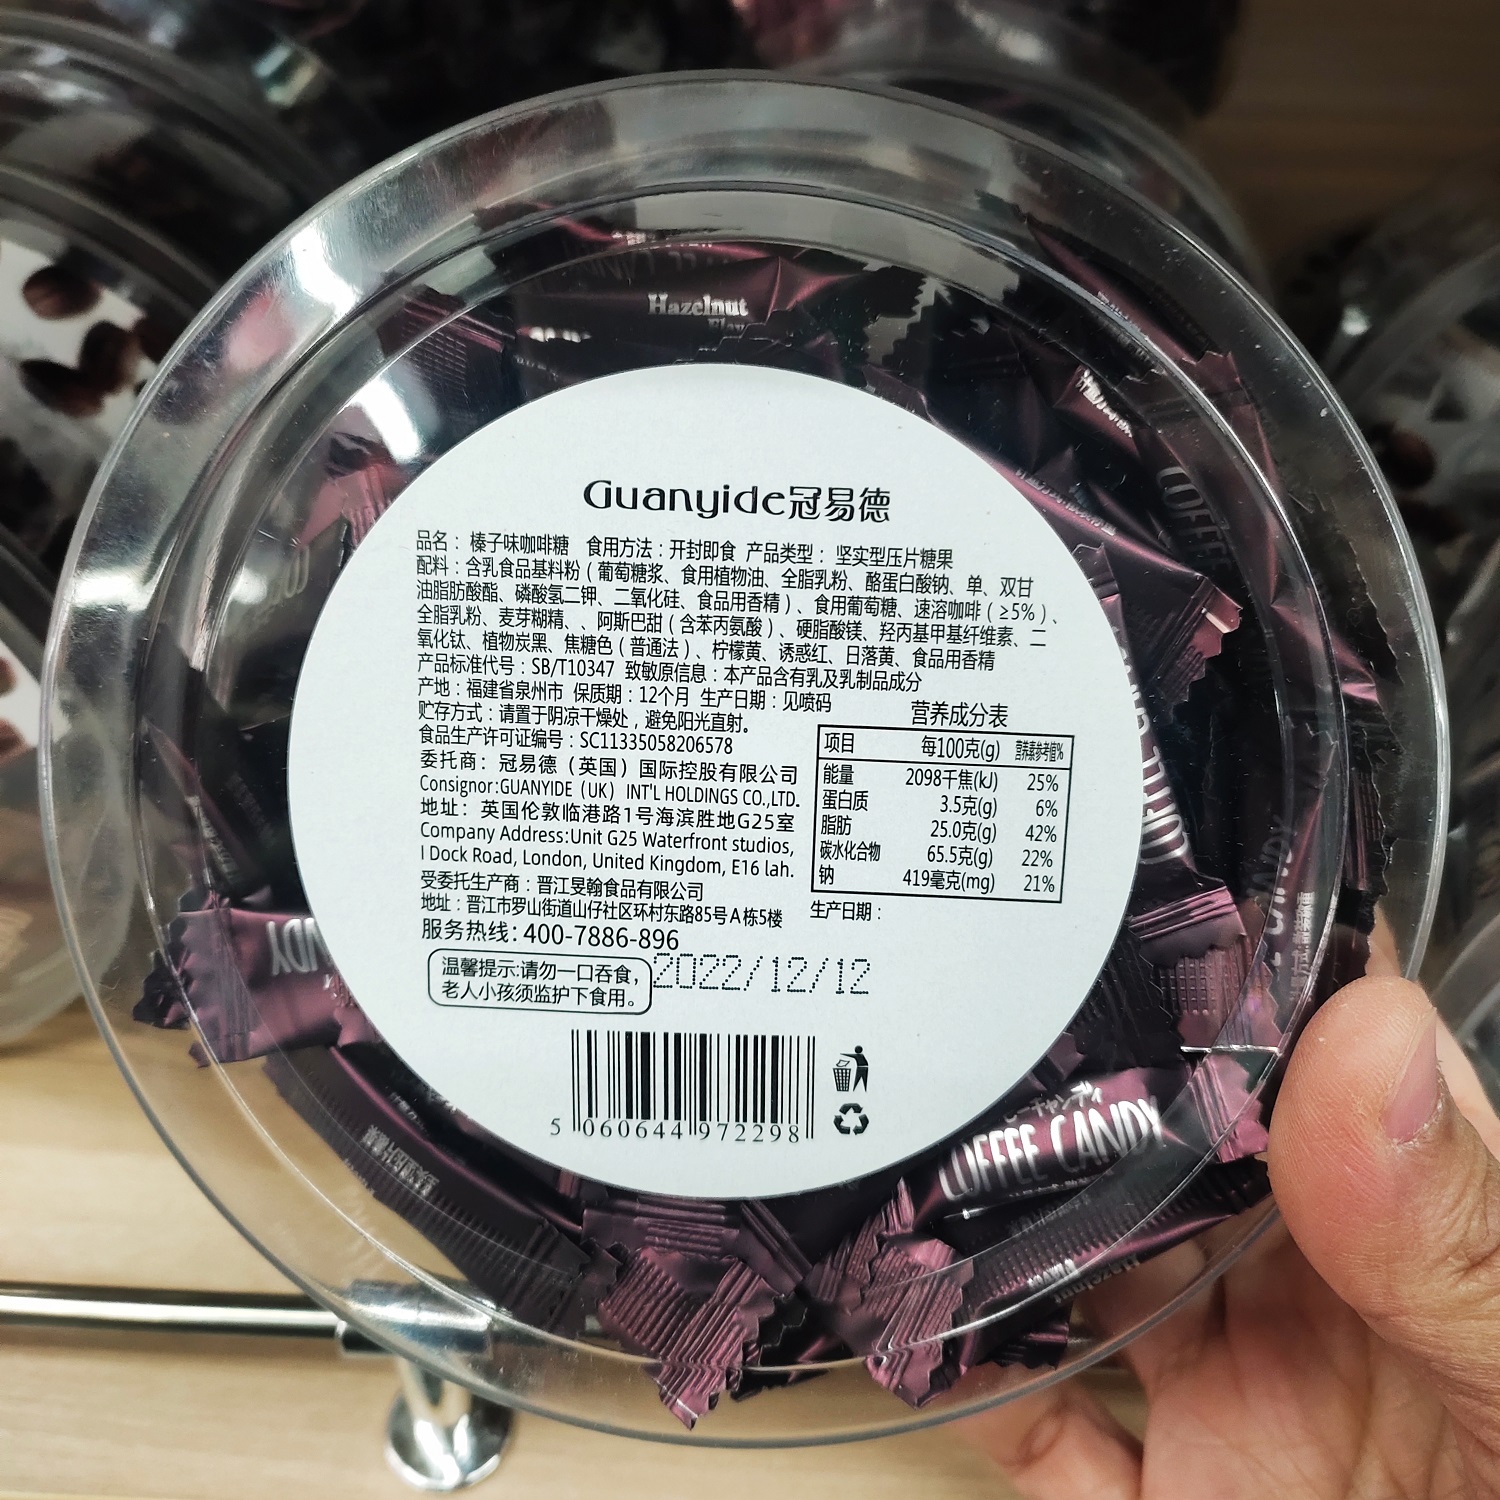 Hazelnut
Guanyide冠易德
品名：榛子味咖啡糖 食用方法：开封即食 产品类型：坚实型压片糖果
配料：含乳食品基料粉（葡萄糖浆、食用植物油、全脂乳粉、酪蛋白酸钠、单、双甘
油脂肪酸酯、磷酸氢二钾、二氧化硅、食品用香精）、食用葡萄糖、速溶咖啡（≥5%）、
全脂乳粉、麦芽糊精、、阿斯巴甜（含苯丙氨酸）、硬脂酸镁、羟丙基甲基纤维素、二
氧化钛、植物炭黑、焦糖色（普通法）、柠檬黄、诱惑红、日落黄、食品用香精
产品标准代号：SB/T10347 致敏原信息：本产品含有乳及乳制品成分
产地：福建省泉州市 保质期：12个月 生产日期：见喷码
贮存方式：请置于阴凉干燥处，避免阳光直射。
食品生产许可证编号：SC11335058206578
委托商：冠易德（英国）国际控股有限公司
Consignor:GUANYIDE（UK）INT'L HOLDINGS CO.,LTD.
地址：英国伦敦临港路1号海滨胜地G25室
Company Address:Unit G25 Waterfront studios,
I Dock Road, London, United Kingdom, E16 lah.
受委托生产商：晋江旻翰食品有限公司
地址：晋江市罗山街道山仔社区环村东路85号A栋5楼
服务热线：400-7886-896
温馨提示:请勿一口吞食，
老人小孩须监护下食用。
营养成分表
项目 每100克(g) 营养素参考值%
能量 2098千焦(kJ) 25%
蛋白质 3.5克(g) 6%
脂肪 25.0克(g) 42%
碳水化合物 65.5克(g) 22%
钠 419毫克(mg) 21%
生产日期：
2022/12/12
5 060644 972298
COFFEE CANDY
COFFEE
CANDY
Hazelnut